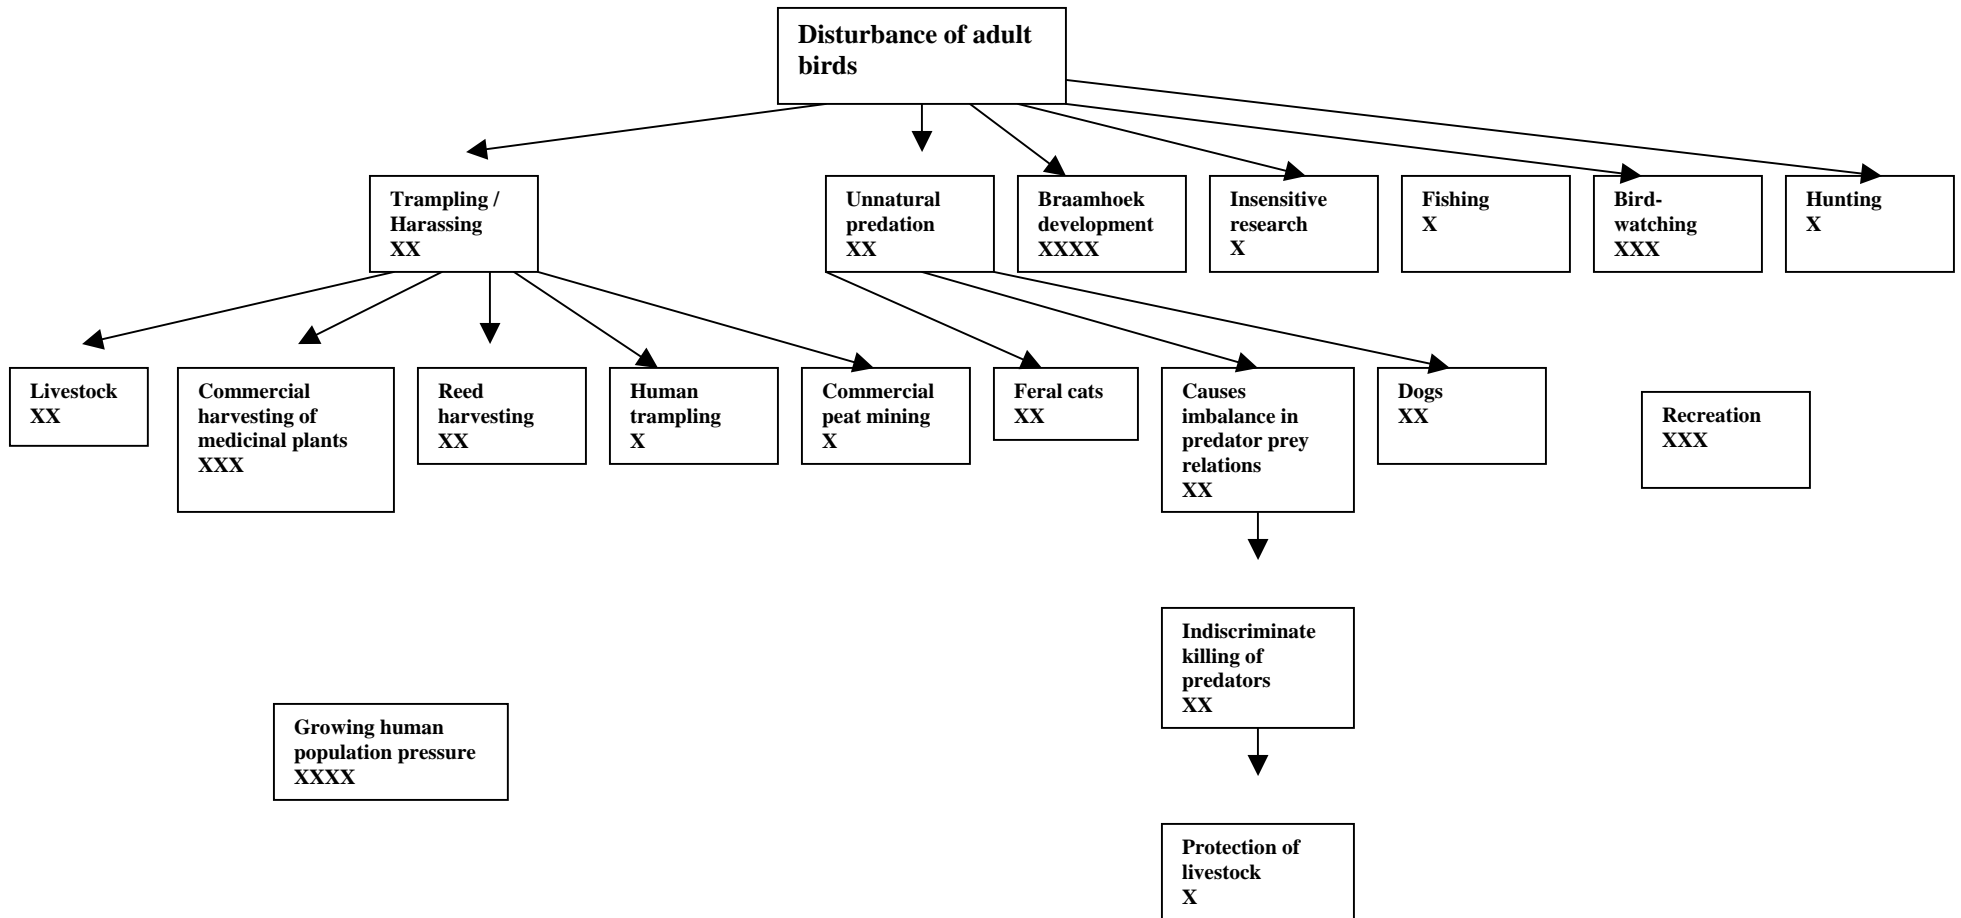 Disturbance of adult
birds
Trampling /
Harassing
XX
Unnatural
predation
XX
Braamhoek
development
XXXX
Insensitive
research
X
Fishing
X
Bird-
watching
XXX
Hunting
X
Livestock
XX
Commercial
harvesting of
medicinal plants
XXX
Reed
harvesting
XX
Human
trampling
X
Commercial
peat mining
X
Feral cats
XX
Causes
imbalance in
predator prey
relations
XX
Dogs
XX
Recreation
XXX
Indiscriminate
killing of
predators
XX
Growing human
population pressure
XXXX
Protection of
livestock
X